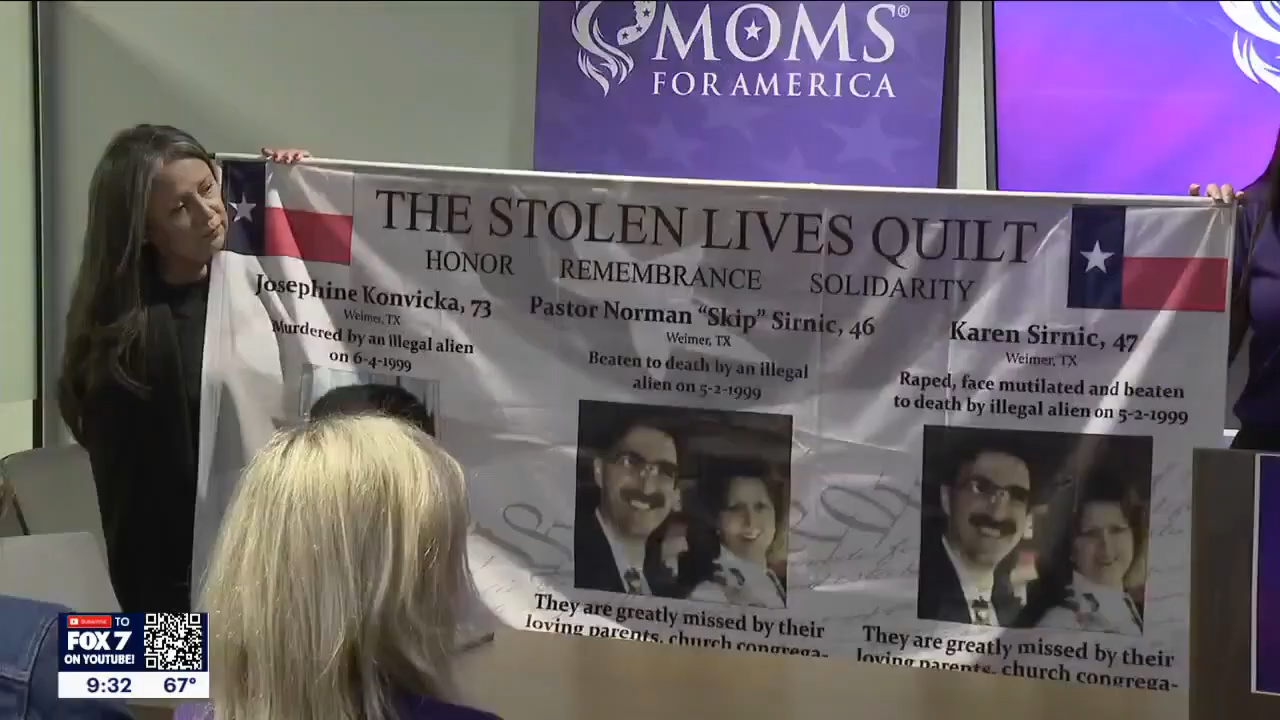 MOMS®
FOR AMERICA
THE STOLEN LIVES QUILT
HONOR REMEMBRANCE SOLIDARITY
Josephine Konvicka, 73
Weimer, TX
Murdered by an illegal alien
on 6-4-1999
Pastor Norman "Skip" Sirnic, 46
Weimer, TX
Beaten to death by an illegal
alien on 5-2-1999
They are greatly missed by their
loving parents, church congrega-
Karen Sirnic, 47
Weimer, TX
Raped, face mutilated and beaten
to death by illegal alien on 5-2-1999
They are greatly missed by their
loving parents, church congrega-
SUBSCRIBE TO
FOX 7
ON YOUTUBE!
9:32 67°